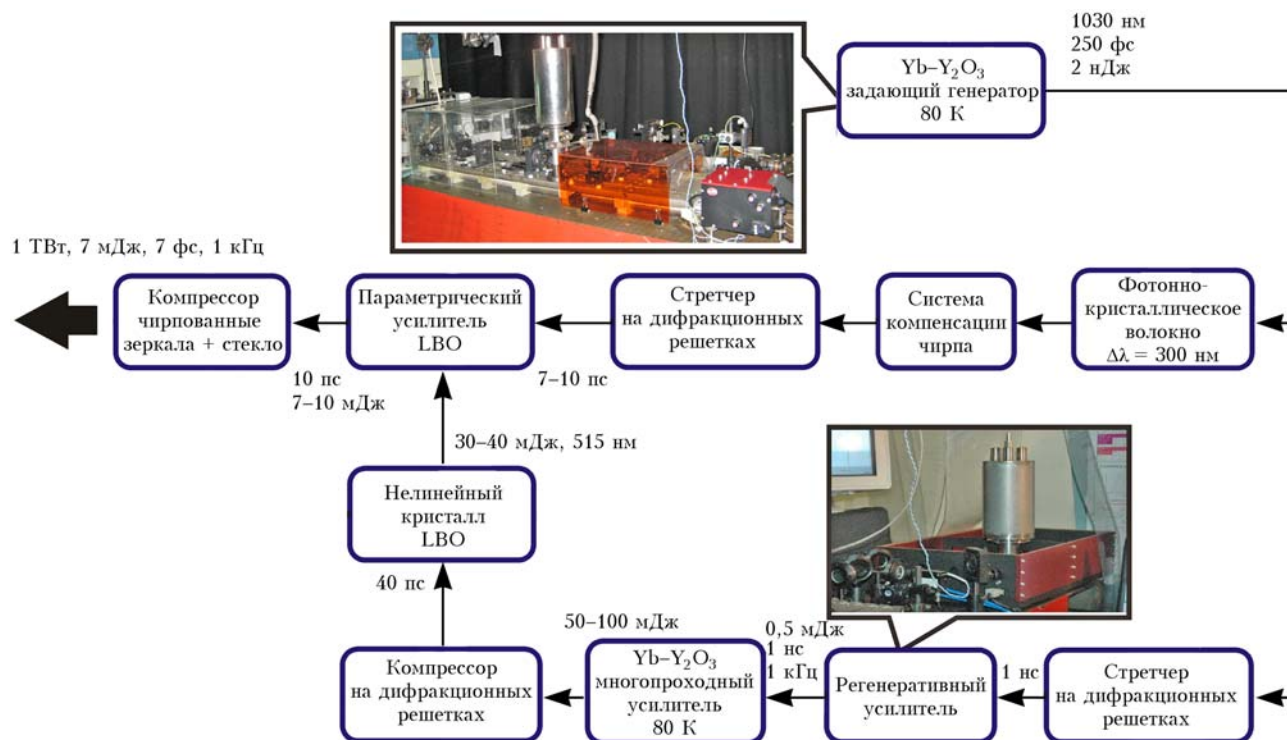 1030 нм
250 фс
2 нДж
Yb–Y₂O₃
задающий генератор
80 К
1 ТВт, 7 мДж, 7 фс, 1 кГц
Компрессор
чирпованные
зеркала + стекло
Параметрический
усилитель
LBO
Стретчер
на дифракционных
решетках
Система
компенсации
чирпа
Фотонно-
кристаллическое
волокно
Δλ = 300 нм
10 пс
7–10 мДж
7–10 пс
30–40 мДж, 515 нм
Нелинейный
кристалл
LBO
40 пс
50–100 мДж
0,5 мДж
1 нс
1 кГц
Компрессор
на дифракционных
решетках
Yb–Y₂O₃
многопроходный
усилитель
80 К
Регенеративный
усилитель
1 нс
Стретчер
на дифракционных
решетках